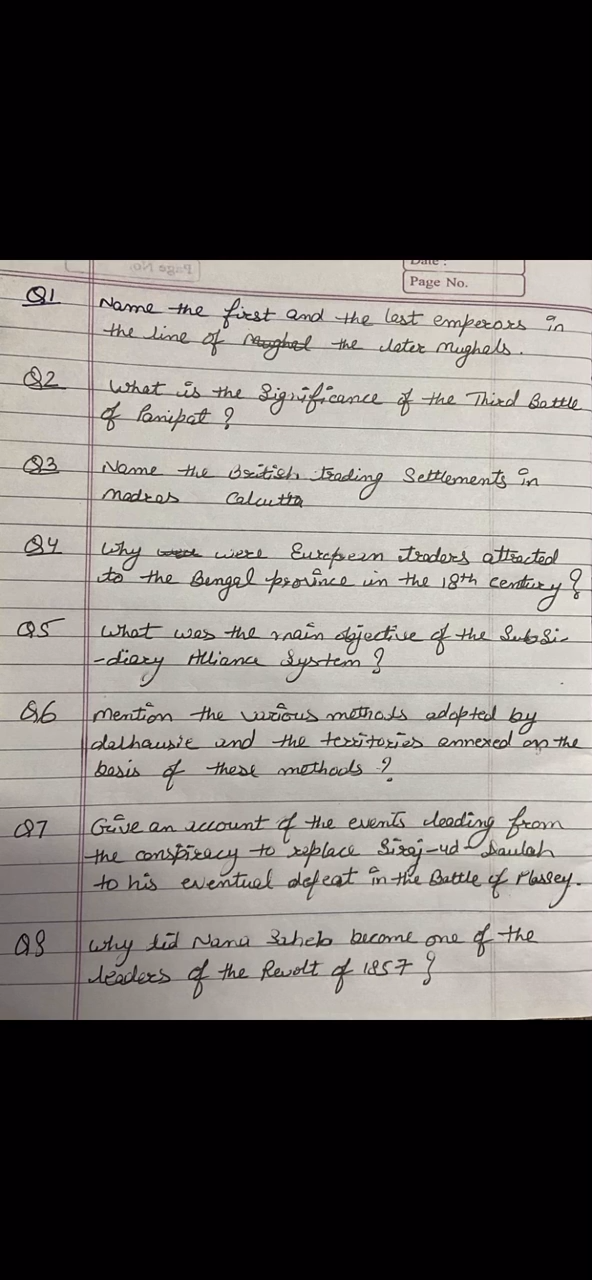 Date :
Page No.
Page No.
Q1 Name the first and the last emperors in
the line of the later Mughals.
Q2 What is the Significance of the Third Battle
of Panipat ?
Q3 Name the British trading Settlements in
Madras Calcutta
Q4 Why were European traders attracted
to the Bengal province in the 18th century ?
Q5 What was the main objective of the Subsi-
-diary Alliance System ?
Q6 Mention the various methods adopted by
dalhausie and the territories annexed on the
basis of these methods ?
Q7 Give an account of the events leading from
the conspiracy to replace Siraj-ud-Daulah
to his eventual defeat in the Battle of Plassey.
Q8 Why did Nana Saheb become one of the
leaders of the Revolt of 1857 ?